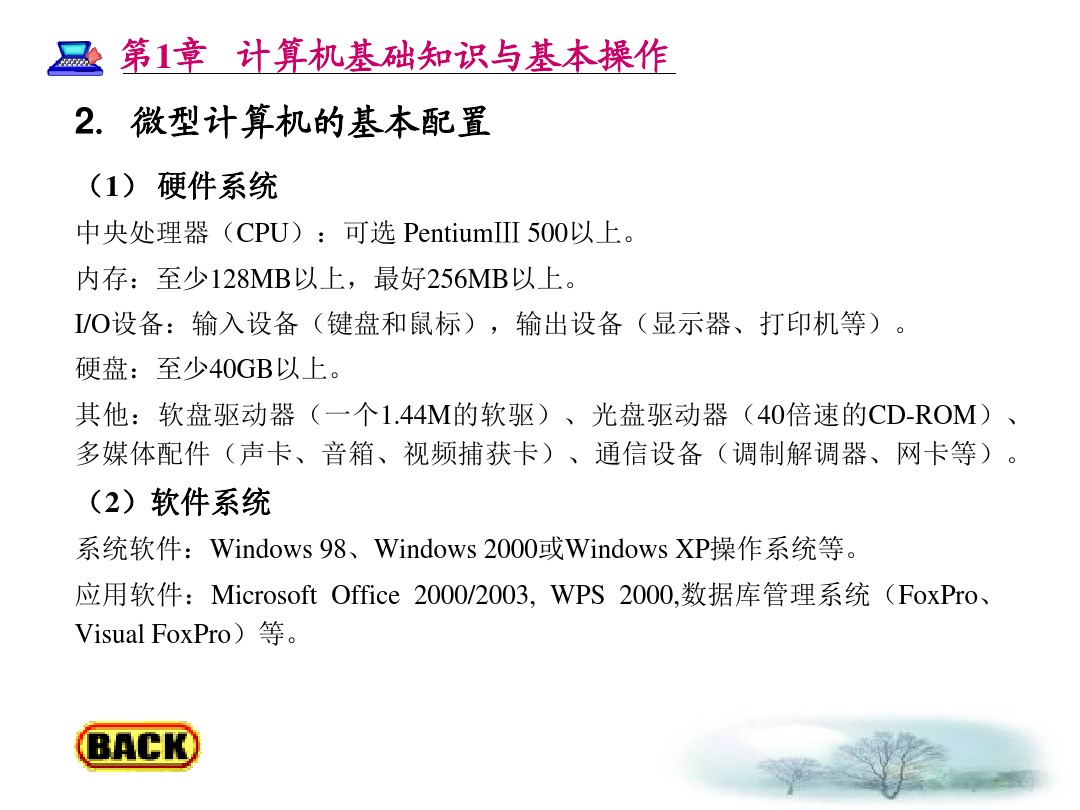 第1章 计算机基础知识与基本操作
2. 微型计算机的基本配置
（1） 硬件系统
中央处理器（CPU）：可选 PentiumⅢ 500以上。
内存：至少128MB以上，最好256MB以上。
I/O设备：输入设备（键盘和鼠标），输出设备（显示器、打印机等）。
硬盘：至少40GB以上。
其他：软盘驱动器（一个1.44M的软驱）、光盘驱动器（40倍速的CD-ROM）、
多媒体配件（声卡、音箱、视频捕获卡）、通信设备（调制解调器、网卡等）。
（2）软件系统
系统软件：Windows 98、Windows 2000或Windows XP操作系统等。
应用软件：Microsoft Office 2000/2003, WPS 2000,数据库管理系统（FoxPro、
Visual FoxPro）等。
BACK